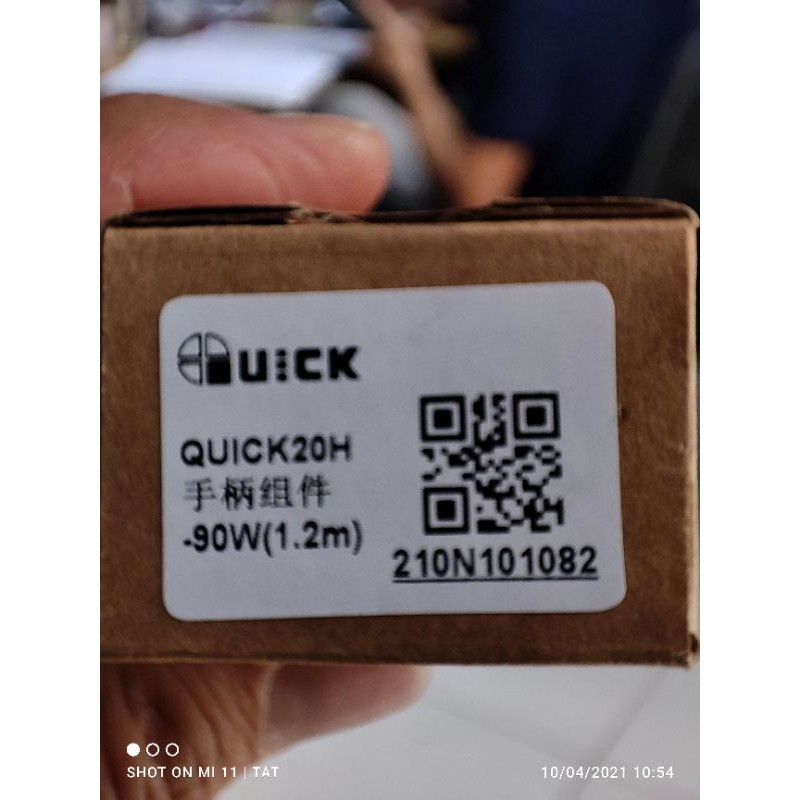 QUICK
QUICK20H
手柄组件
-90W(1.2m)
210N101082
SHOT ON MI 11 | TAT
10/04/2021 10:54